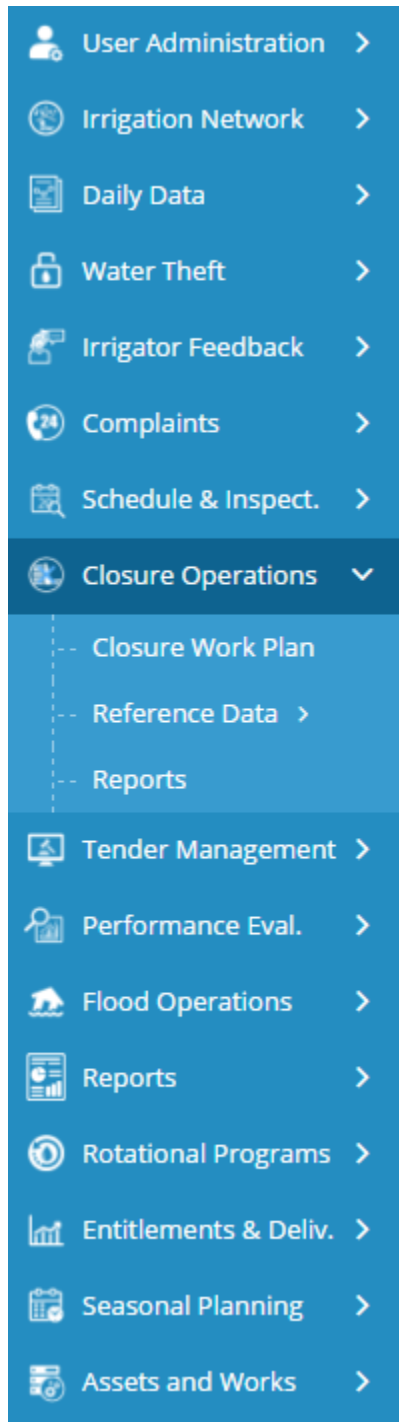 User Administration
Irrigation Network
Daily Data
Water Theft
Irrigator Feedback
24
Complaints
Schedule & Inspect.
Closure Operations
Closure Work Plan
Reference Data
Reports
Tender Management
Performance Eval.
Flood Operations
Reports
Rotational Programs
Entitlements & Deliv.
Seasonal Planning
Assets and Works